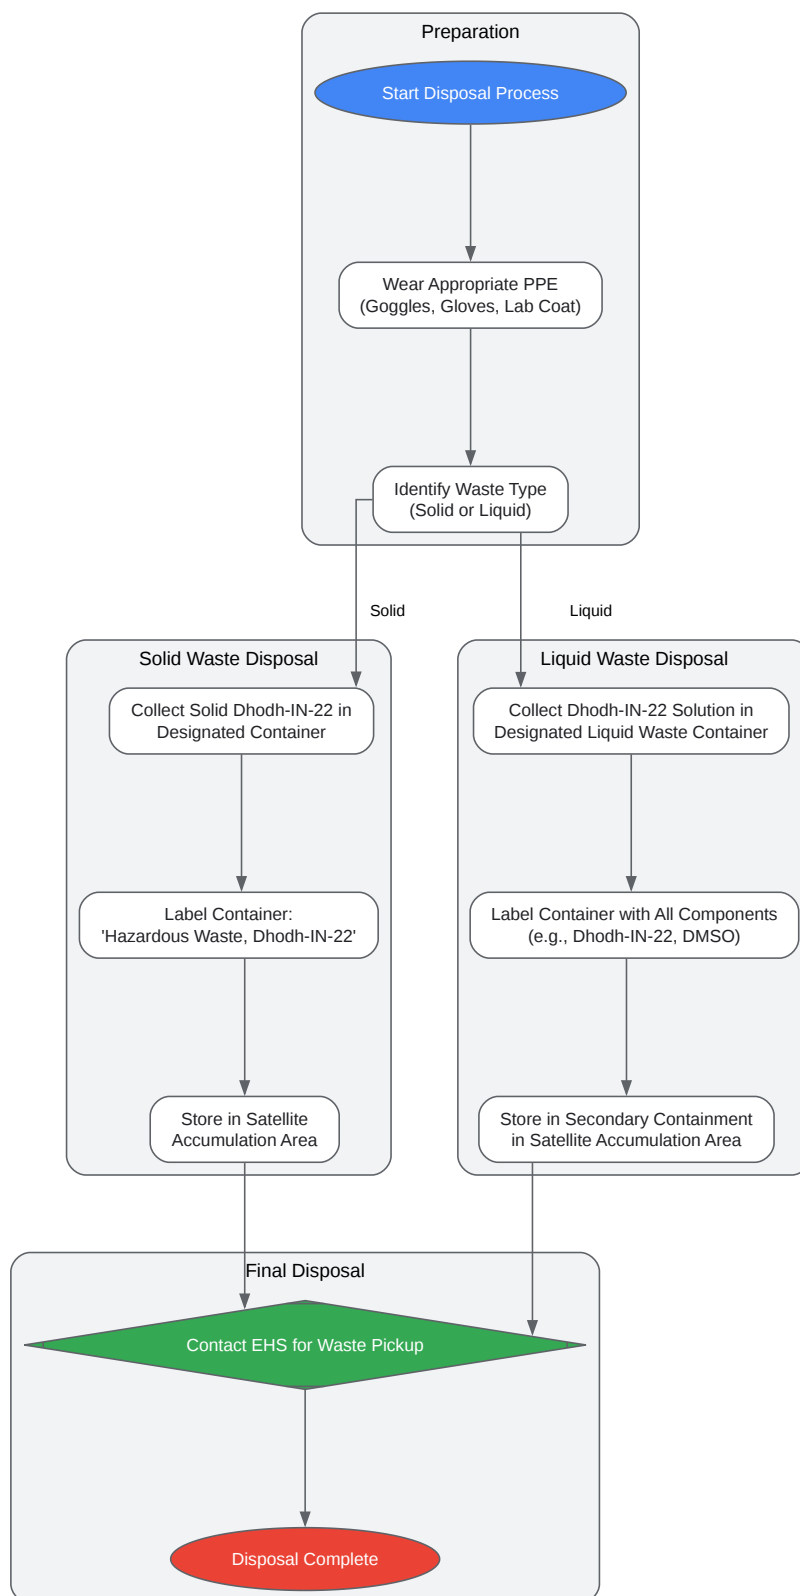 Preparation
Start Disposal Process
Wear Appropriate PPE
(Goggles, Gloves, Lab Coat)
Identify Waste Type
(Solid or Liquid)
Solid
Liquid
Solid Waste Disposal
Collect Solid Dhodh-IN-22 in
Designated Container
Label Container:
'Hazardous Waste, Dhodh-IN-22'
Store in Satellite
Accumulation Area
Liquid Waste Disposal
Collect Dhodh-IN-22 Solution in
Designated Liquid Waste Container
Label Container with All Components
(e.g., Dhodh-IN-22, DMSO)
Store in Secondary Containment
in Satellite Accumulation Area
Final Disposal
Contact EHS for Waste Pickup
Disposal Complete